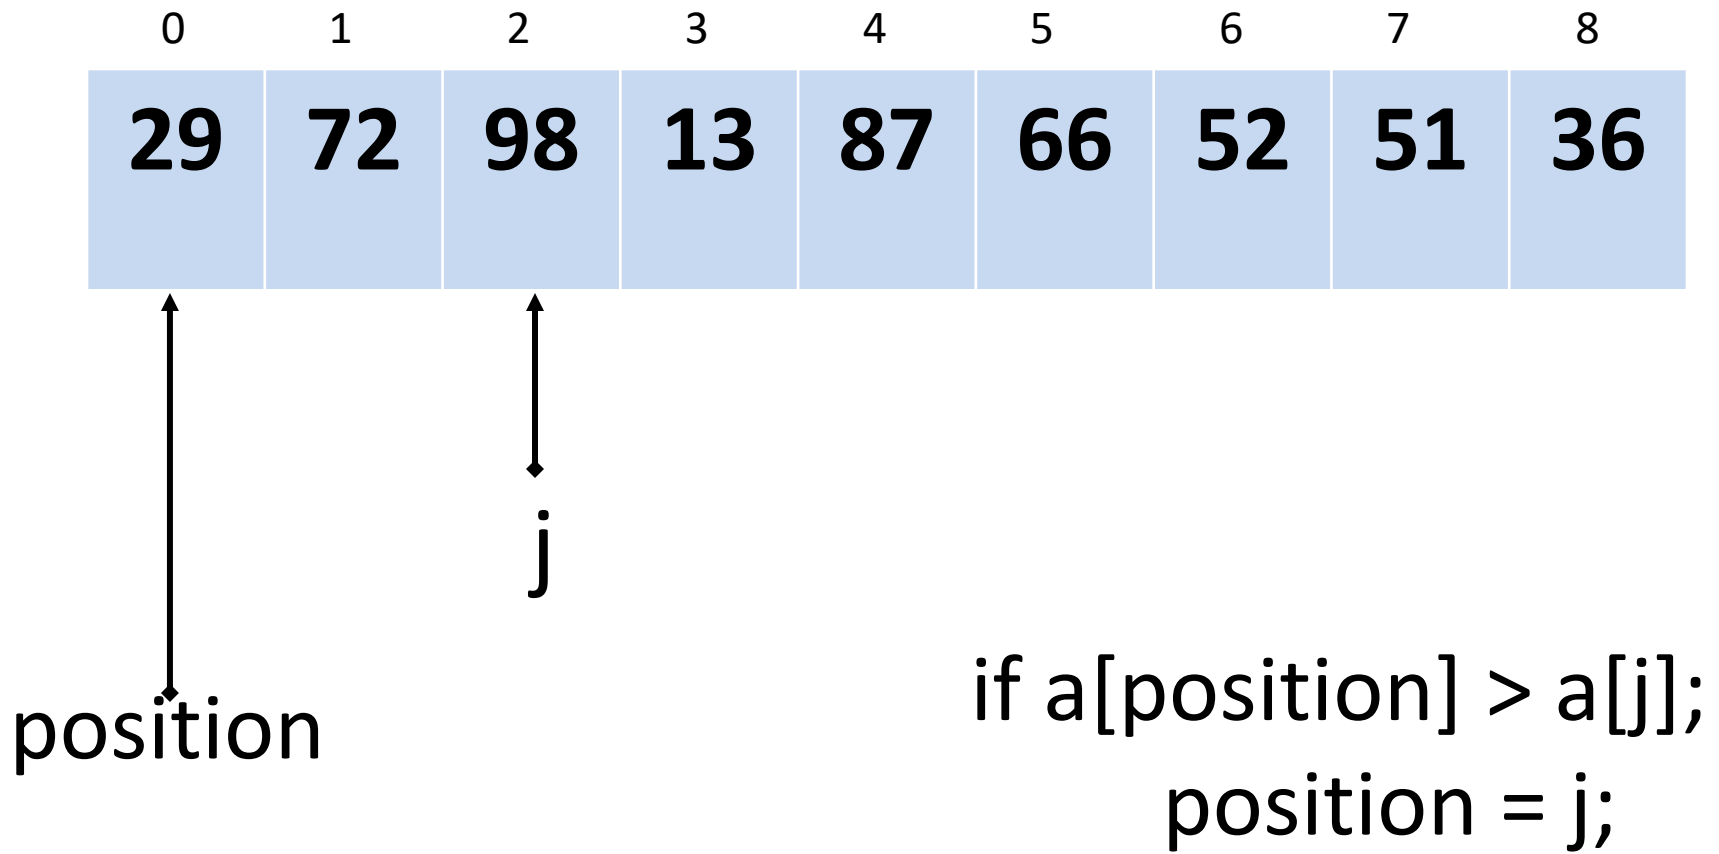 0 1 2 3 4 5 6 7 8
29 72 98 13 87 66 52 51 36
j
if a[position] > a[j];
position
position = j;